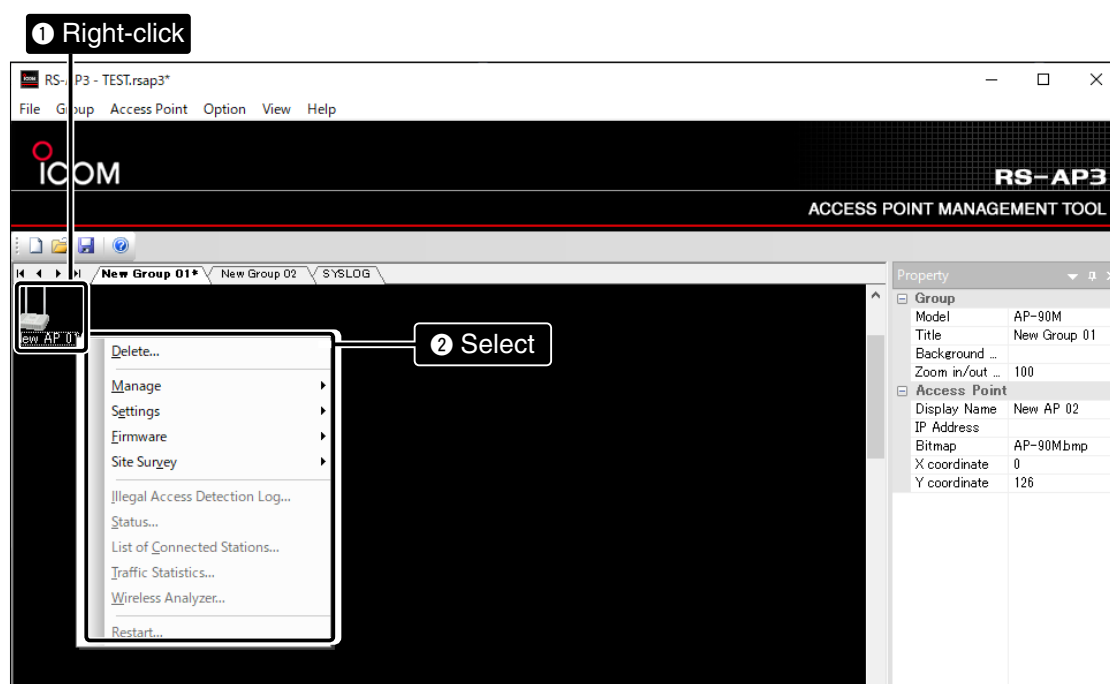 ❶ Right-click
RS-AP3 - TEST.rsap3*
File Group Access Point Option View Help
ICOM
RS-AP3
ACCESS POINT MANAGEMENT TOOL
New Group 01* New Group 02 SYSLOG
Property
Group
Model AP-90M
Title New Group 01
Background ...
Zoom in/out ... 100
Access Point
Display Name New AP 02
IP Address
Bitmap AP-90M.bmp
X coordinate 0
Y coordinate 126
ew AP 0
❷ Select
Delete...
Manage
Settings
Firmware
Site Survey
Illegal Access Detection Log...
Status...
List of Connected Stations...
Traffic Statistics...
Wireless Analyzer...
Restart...